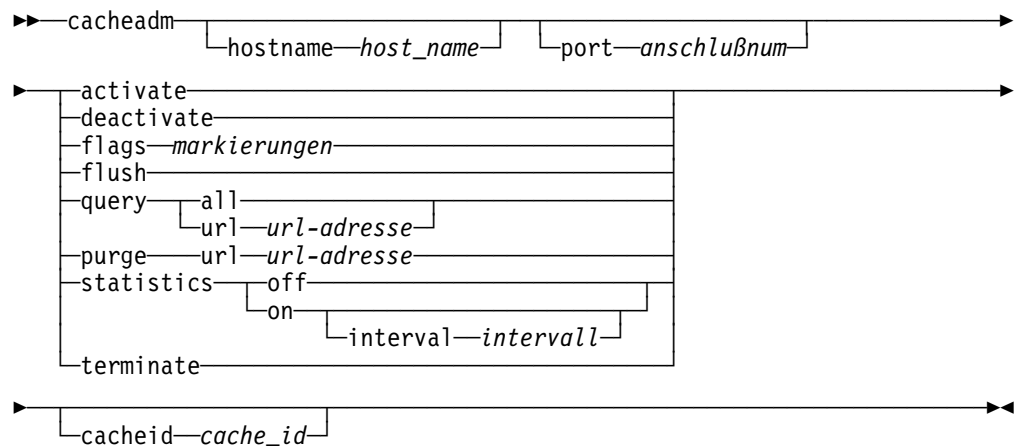 cacheadm
hostname host_name port anschlußnum
activate
deactivate
flags markierungen
flush
query all
url url-adresse
purge url url-adresse
statistics off
on
interval intervall
terminate
cacheid cache_id